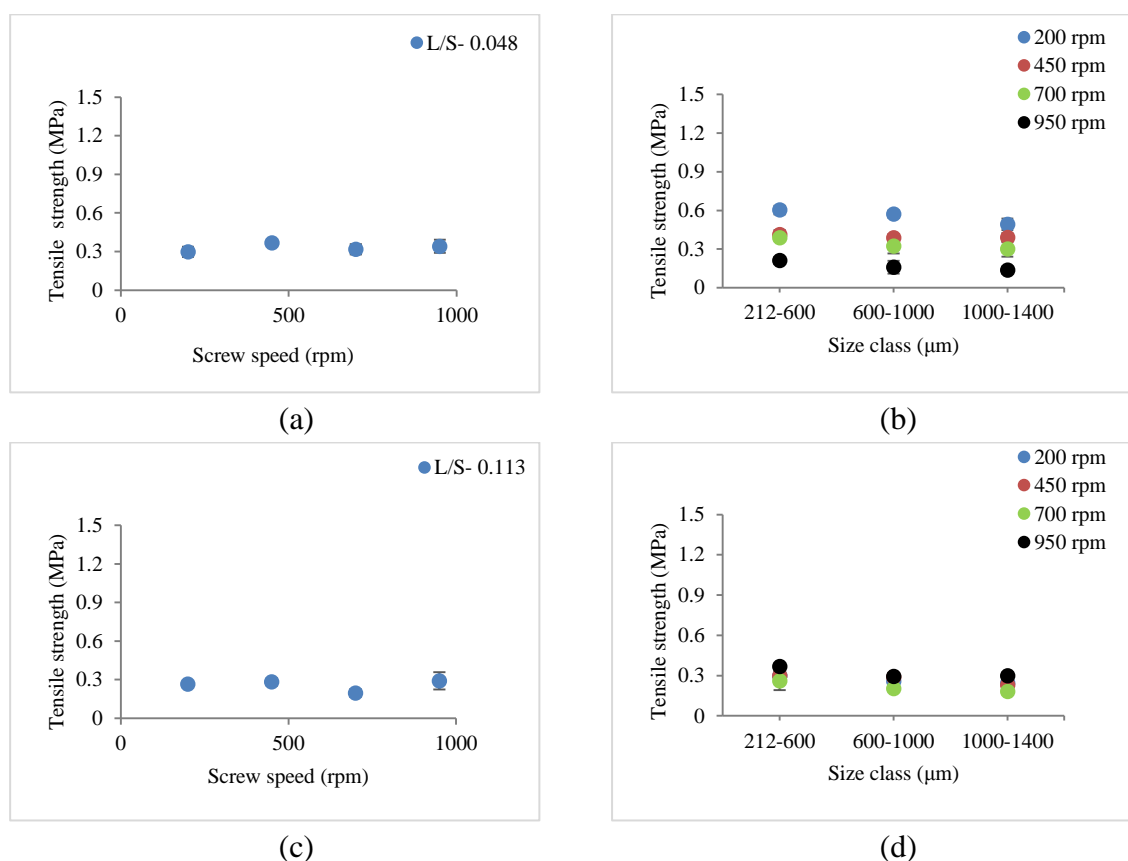 L/S- 0.048
Tensile strength (MPa)
1.5
1.2
0.9
0.6
0.3
0
0 500 1000
Screw speed (rpm)
(a)
200 rpm
450 rpm
700 rpm
950 rpm
Tensile strength (MPa)
1.5
1.2
0.9
0.6
0.3
0
212-600 600-1000 1000-1400
Size class (µm)
(b)
L/S- 0.113
Tensile strength (MPa)
1.5
1.2
0.9
0.6
0.3
0
0 500 1000
Screw speed (rpm)
(c)
200 rpm
450 rpm
700 rpm
950 rpm
Tensile strength (MPa)
1.5
1.2
0.9
0.6
0.3
0
212-600 600-1000 1000-1400
Size class (µm)
(d)